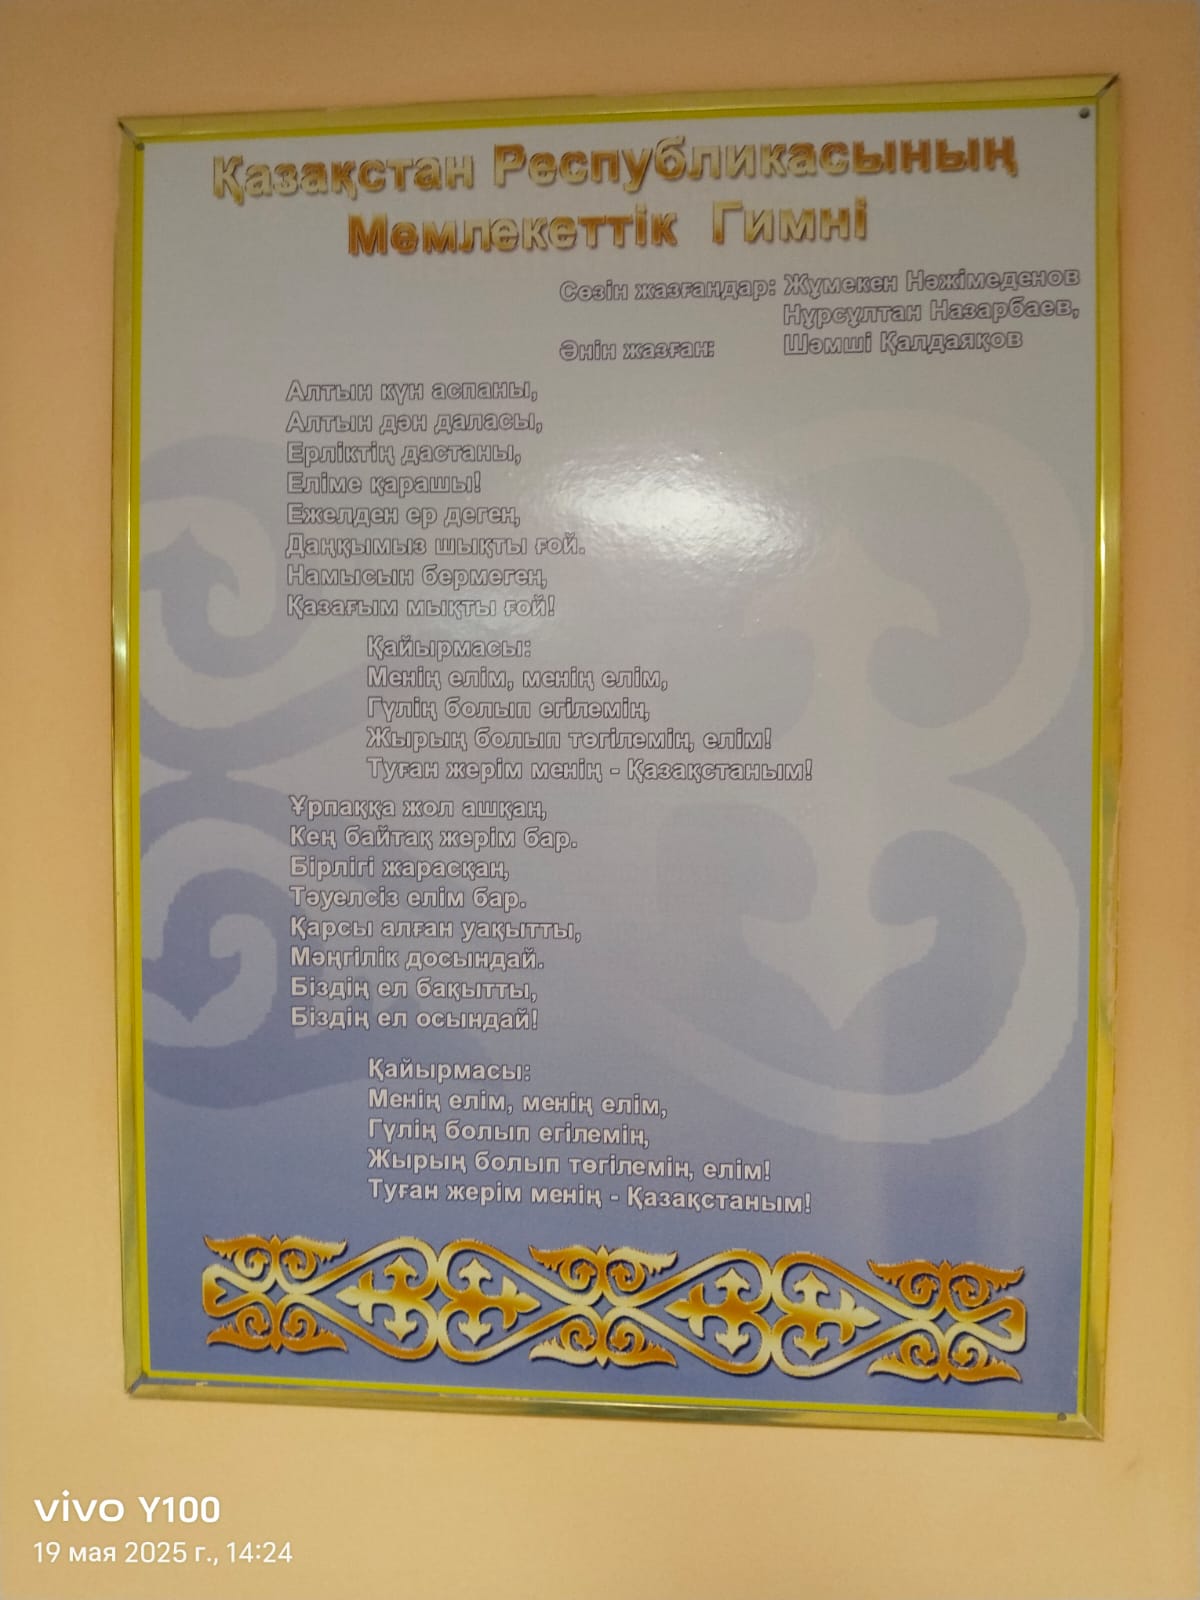 Қазақстан Республикасының
Мемлекеттік Гимні
Сөзін жазғандар: Жұмекен Нәжімеденов
Нұрсұлтан Назарбаев,
Әнін жазған: Шәмші Қалдаяқов
Алтын күн аспаны,
Алтын дән даласы,
Ерліктің дастаны,
Еліме қарашы!
Ежелден ер деген,
Даңқымыз шықты ғой.
Намысын бермеген,
Қазағым мықты ғой!
Қайырмасы:
Менің елім, менің елім,
Гүлің болып егілемін,
Жырың болып төгілемін, елім!
Туған жерім менің - Қазақстаным!
Ұрпаққа жол ашқан,
Кең байтақ жерім бар.
Бірлігі жарасқан,
Тәуелсіз елім бар.
Қарсы алған уақытты,
Мәңгілік досындай.
Біздің ел бақытты,
Біздің ел осындай!
Қайырмасы:
Менің елім, менің елім,
Гүлің болып егілемін,
Жырың болып төгілемін, елім!
Туған жерім менің - Қазақстаным!
vivo Y100
19 мая 2025 г., 14:24